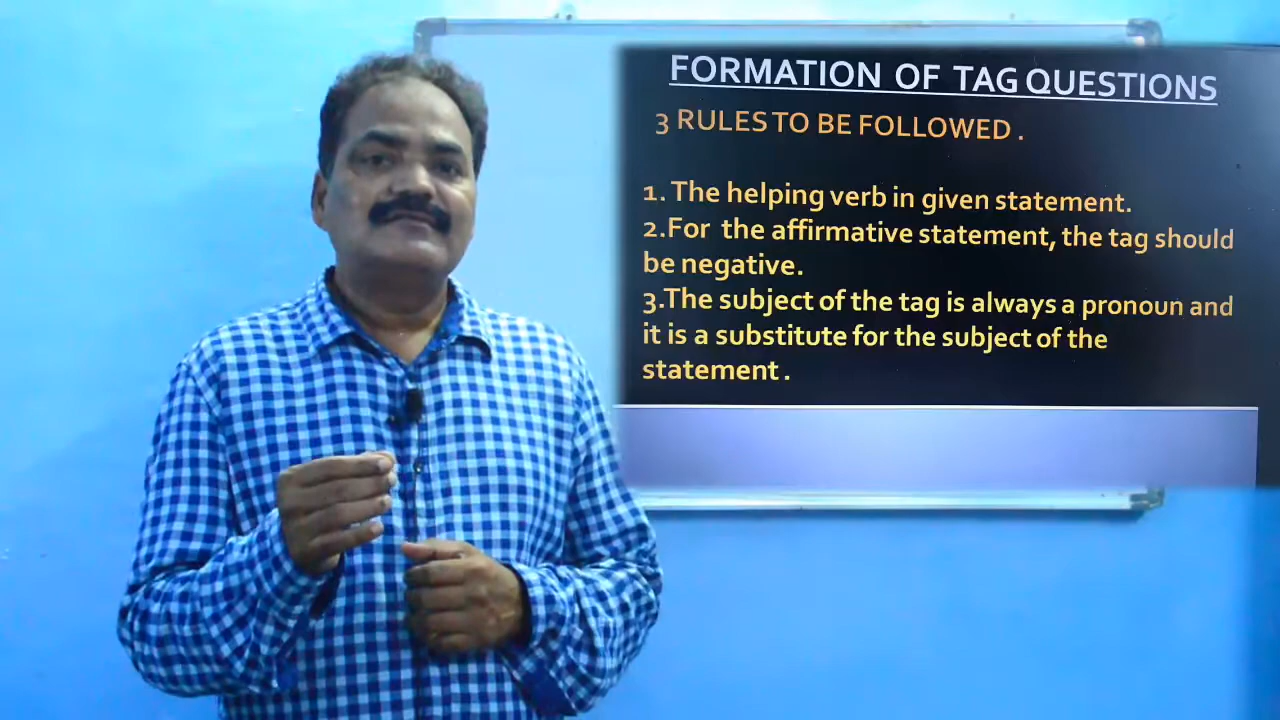 FORMATION OF TAG QUESTIONS
3 RULES TO BE FOLLOWED .
1. The helping verb in given statement.
2.For the affirmative statement, the tag should
be negative.
3.The subject of the tag is always a pronoun and
it is a substitute for the subject of the
statement .